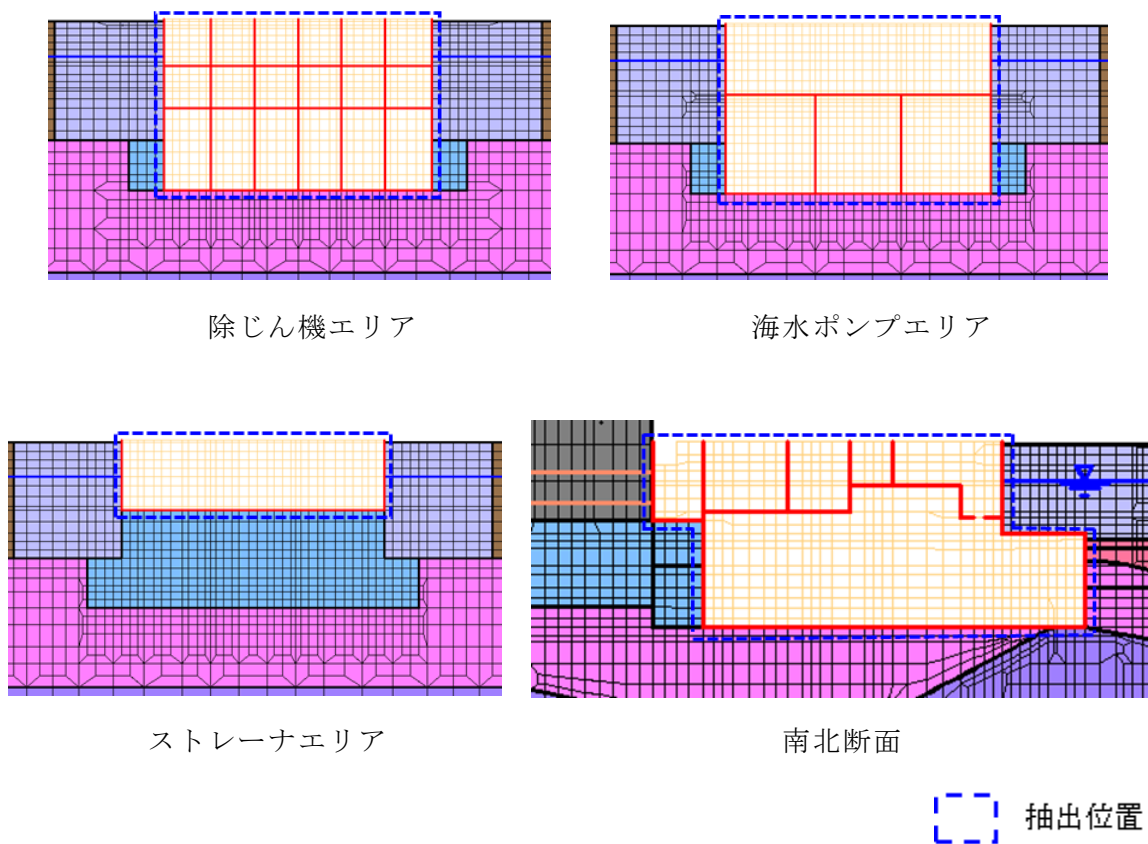 除じん機エリア
海水ポンプエリア
ストレーナエリア
南北断面
抽出位置